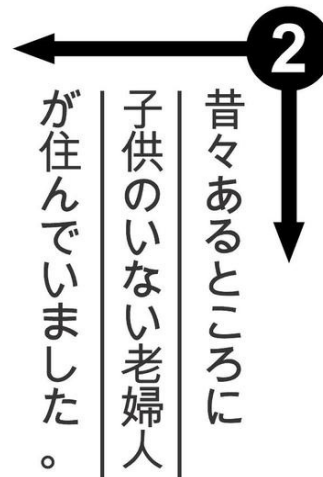 2
昔々あるところに
子供のいない老婦人
が住んでいました。